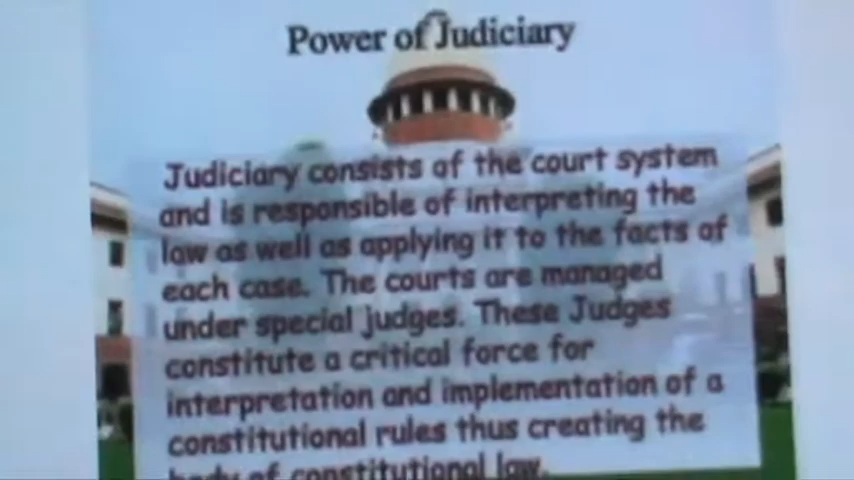 Power of Judiciary
Judiciary consists of the court system
and is responsible of interpreting the
law as well as applying it to the facts of
each case. The courts are managed
under special judges. These Judges
constitute a critical force for
interpretation and implementation of a
constitutional rules thus creating the
body of constitutional law.